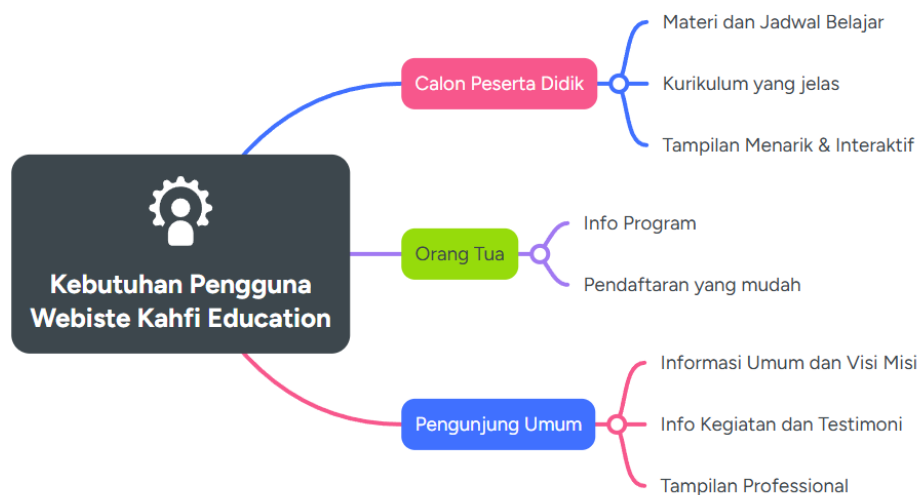 Kebutuhan Pengguna
Webiste Kahfi Education
Calon Peserta Didik
Materi dan Jadwal Belajar
Kurikulum yang jelas
Tampilan Menarik & Interaktif
Orang Tua
Info Program
Pendaftaran yang mudah
Pengunjung Umum
Informasi Umum dan Visi Misi
Info Kegiatan dan Testimoni
Tampilan Professional